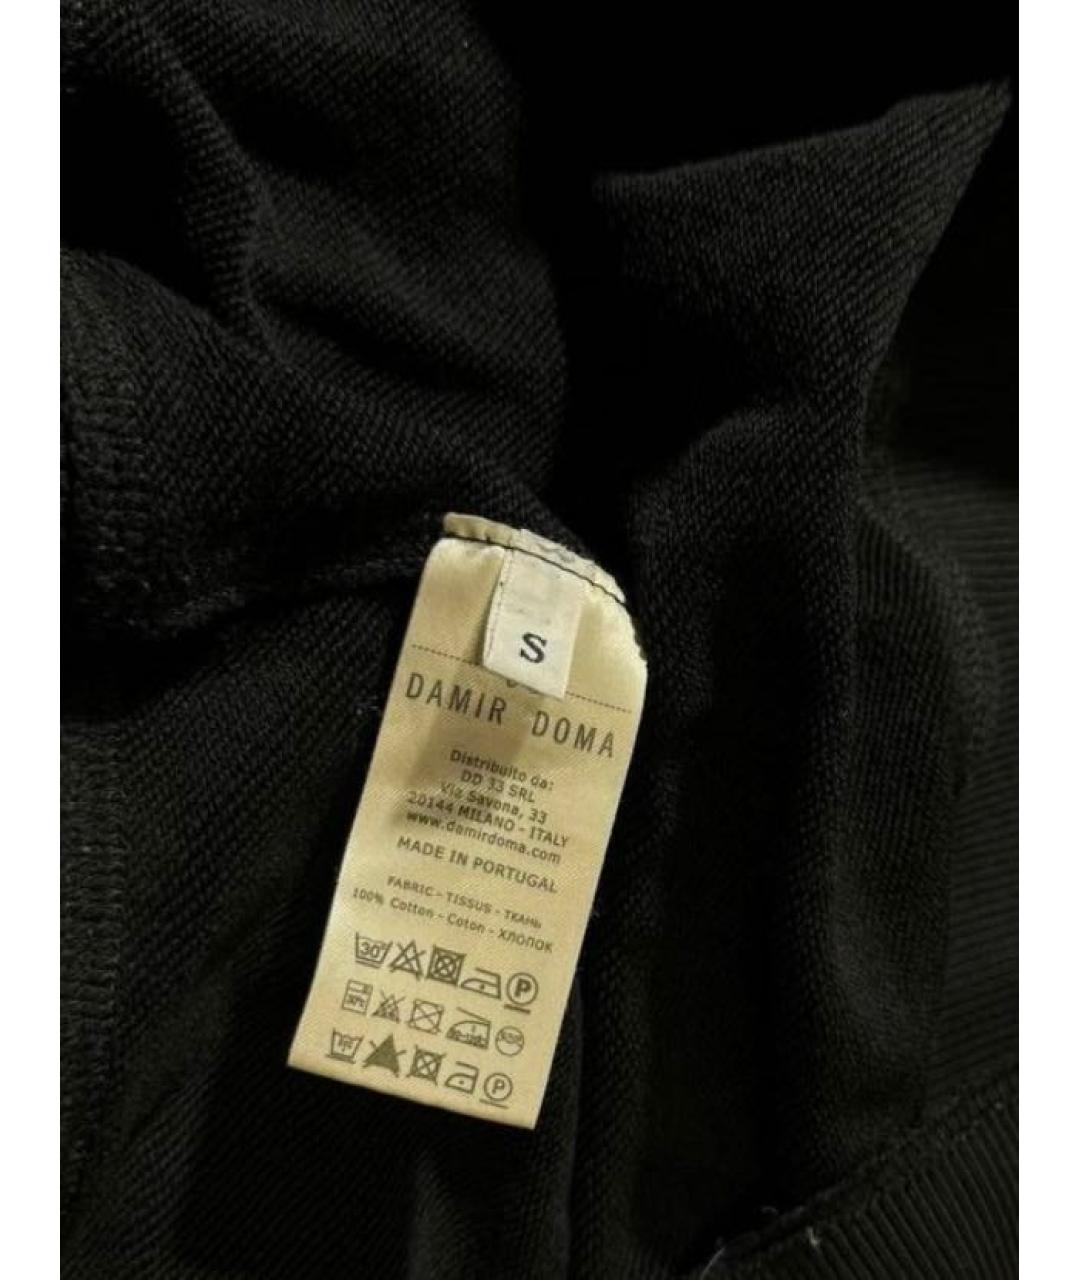 S
DAMIR DOMA
Distribuito da:
DD 33 SRL
Via Savona, 33
20144 MILANO - ITALY
www.damirdoma.com
MADE IN PORTUGAL
FABRIC - TISSUS - ТКАНЬ
100% Cotton - Coton - ХЛОПОК
30° P
P